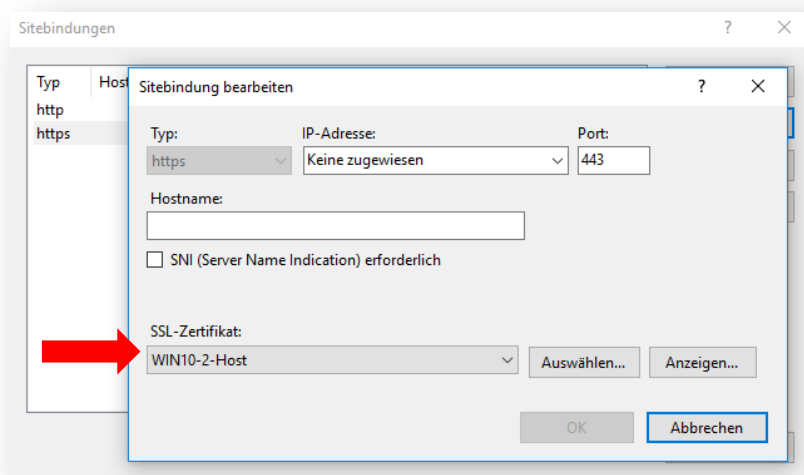 Sitebindungen
Typ Host
http
https
Sitebindung bearbeiten
Typ: IP-Adresse: Port:
https Keine zugewiesen 443
Hostname:
SNI (Server Name Indication) erforderlich
SSL-Zertifikat:
WIN10-2-Host Auswählen... Anzeigen...
OK Abbrechen